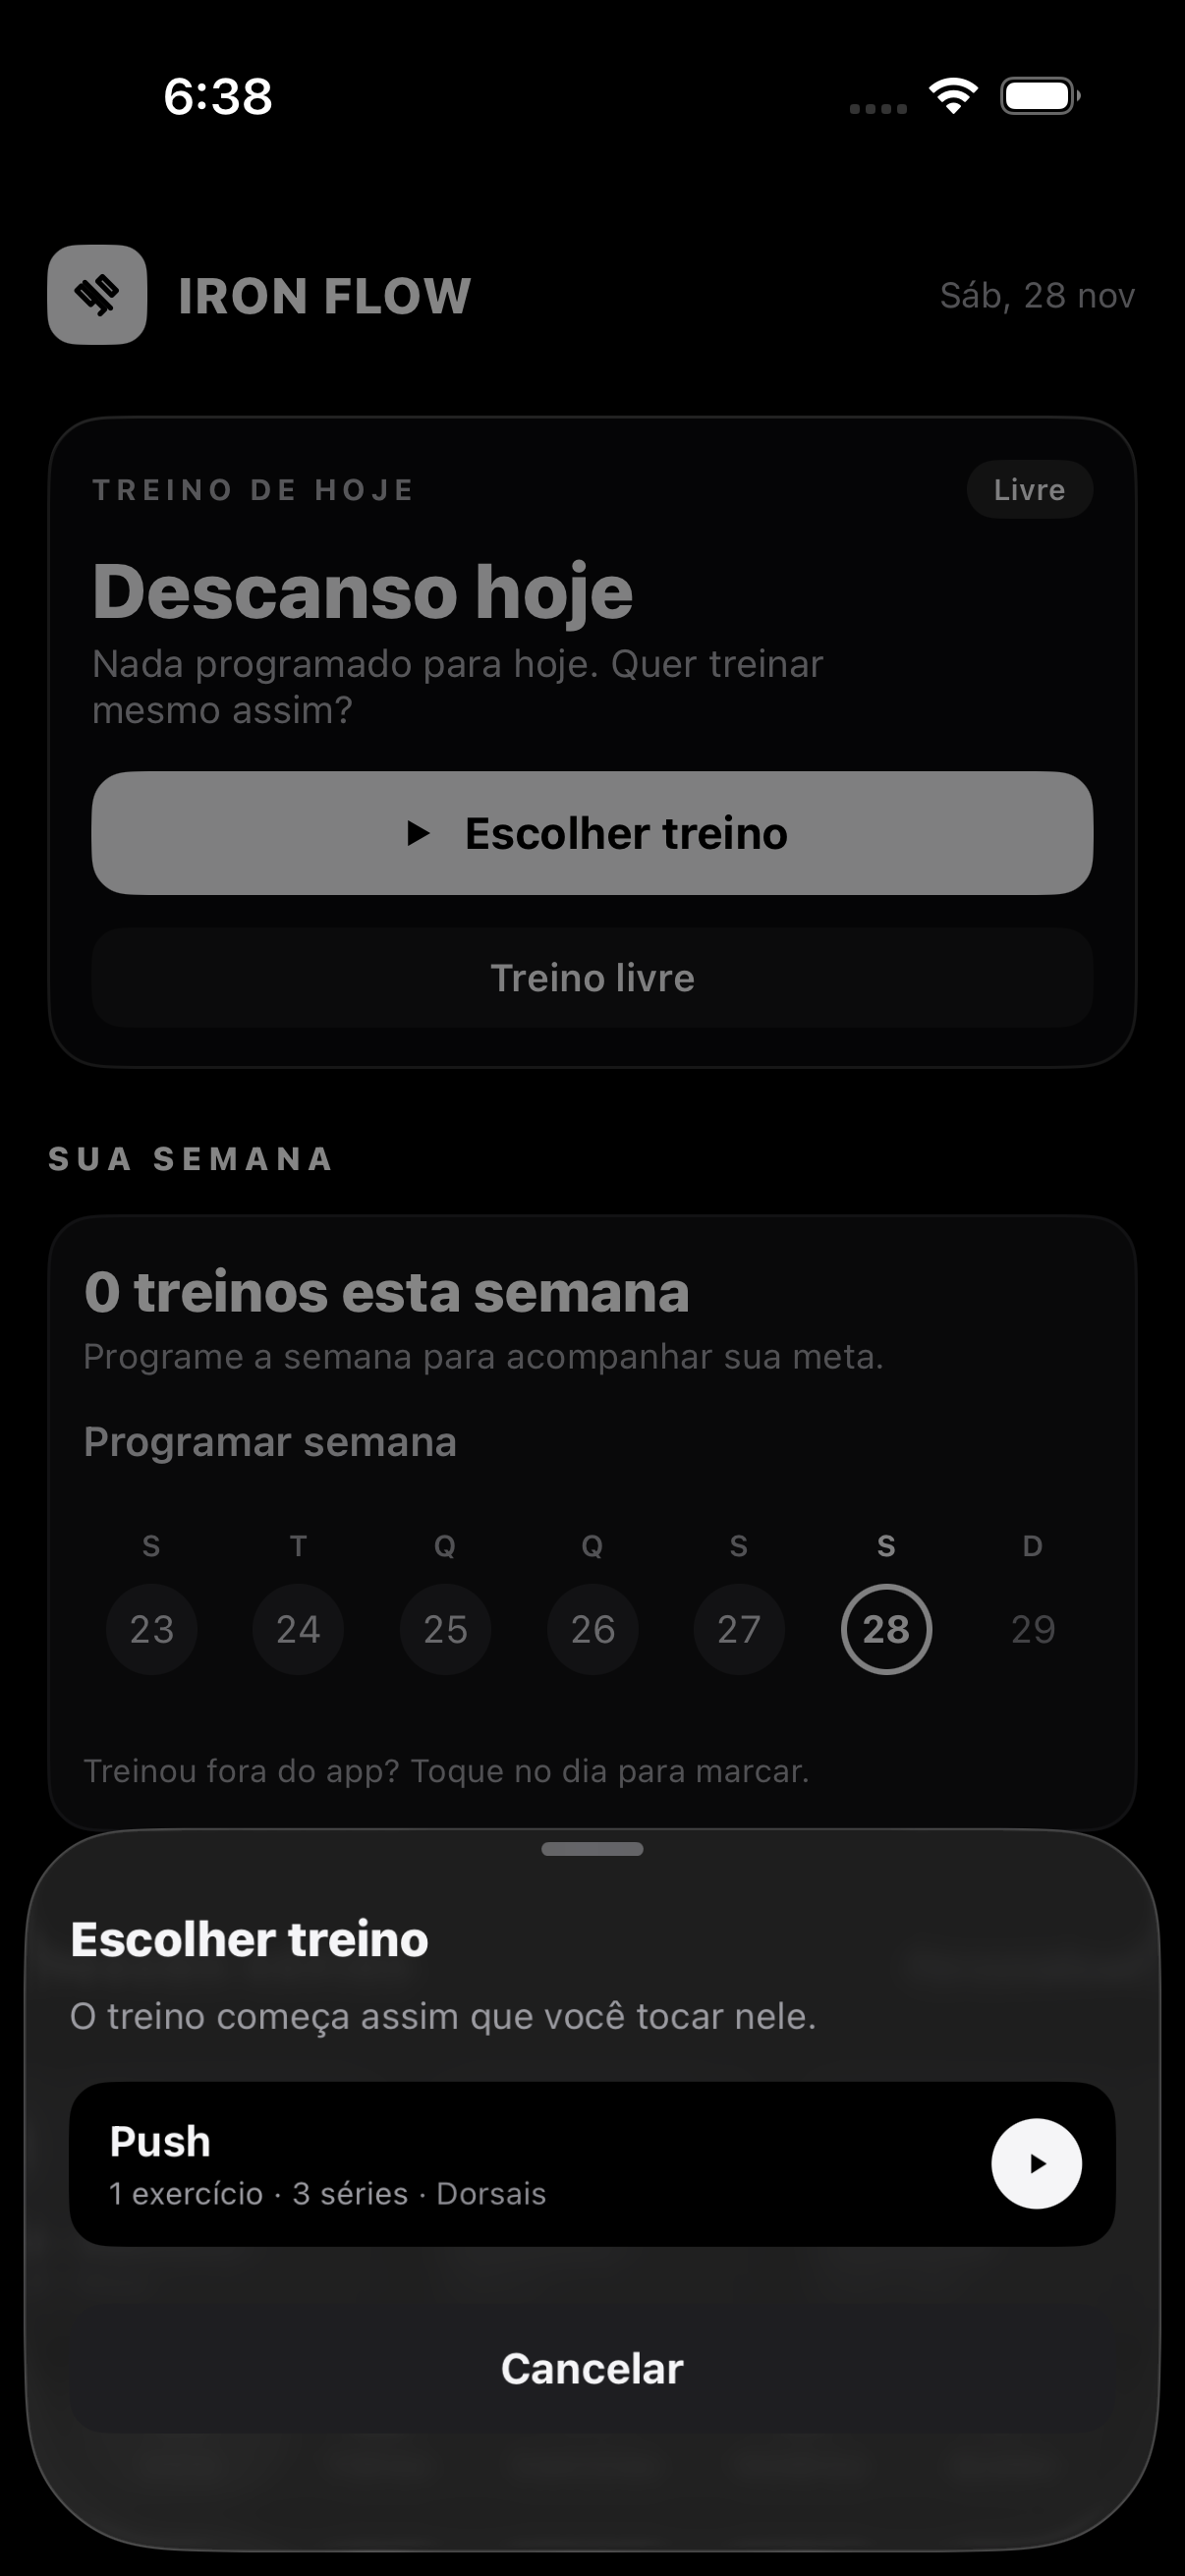 6:38
IRON FLOW
Sáb, 28 nov
TREINO DE HOJE
Livre
Descanso hoje
Nada programado para hoje. Quer treinar
mesmo assim?
Escolher treino
Treino livre
SUA SEMANA
0 treinos esta semana
Programe a semana para acompanhar sua meta.
Programar semana
S T Q Q S S D
23 24 25 26 27 28 29
Treinou fora do app? Toque no dia para marcar.
Escolher treino
O treino começa assim que você tocar nele.
Push
1 exercício · 3 séries · Dorsais
Cancelar